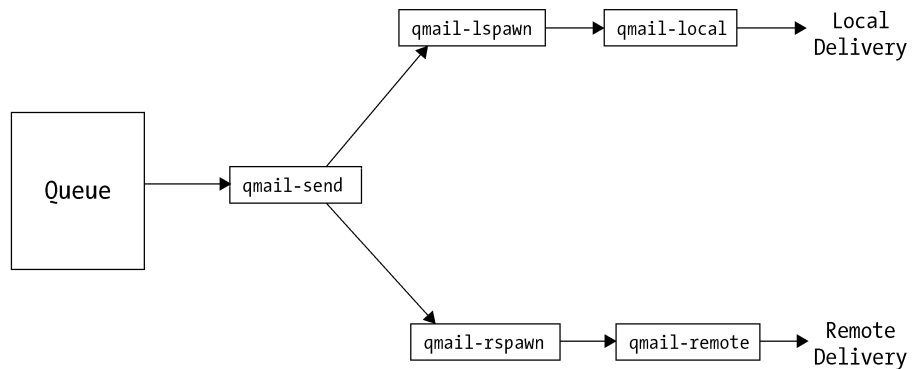 qmail-lspawn
qmail-local
Local
Delivery
Queue
qmail-send
qmail-rspawn
qmail-remote
Remote
Delivery